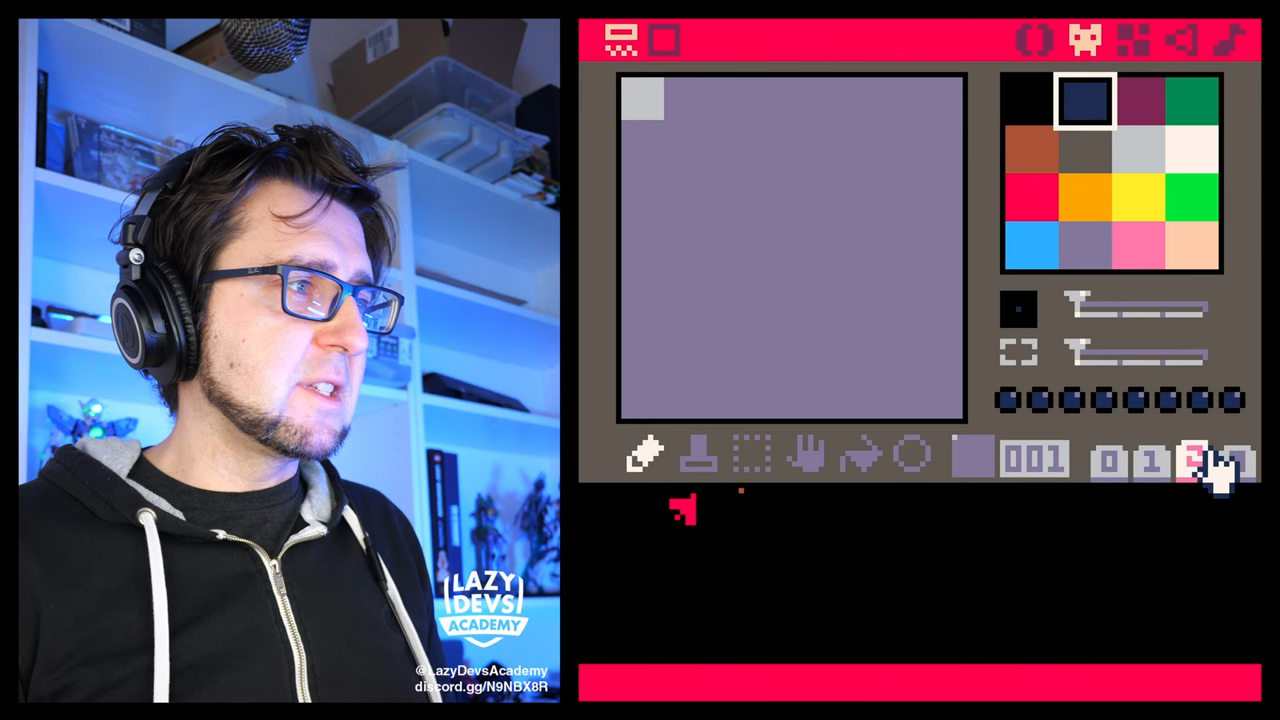 LAZY
DEVS
ACADEMY
@LazyDevsAcademy
discord.gg/N9NBX8R
001
0 1